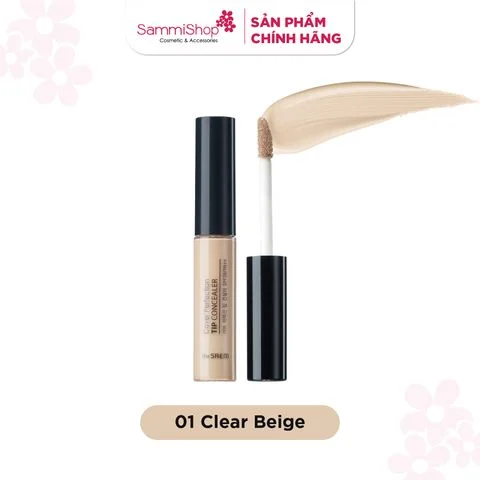 SammiShop
Cosmetic & Accessories
SẢN PHẨM
CHÍNH HÃNG
Cover Perfection
TIP CONCEALER
the SAEM
01 Clear Beige